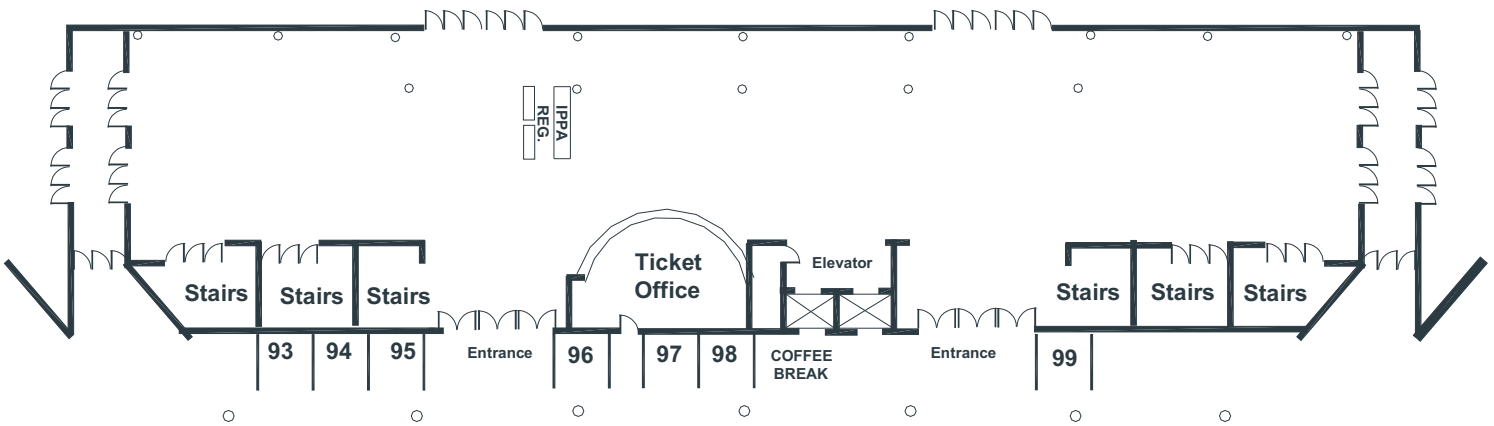 IPPA
REG.
Ticket
Office
Elevator
Stairs
Stairs
Stairs
Stairs
Stairs
Stairs
93
94
95
Entrance
96
97
98
COFFEE
BREAK
Entrance
99